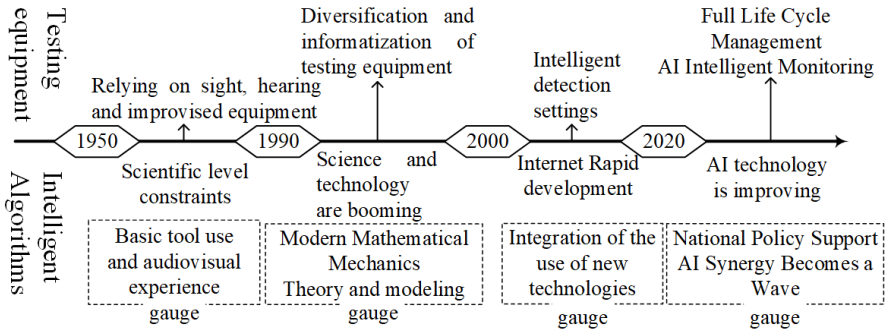 Testing
equipment
Relying on sight, hearing
and improvised equipment
Diversification and
informatization of
testing equipment
Intelligent
detection
settings
Full Life Cycle
Management
AI Intelligent Monitoring
1950
1990
2000
2020
Intelligent
Algorithms
Scientific level
constraints
Science and
technology
are booming
Internet Rapid
development
AI technology
is improving
Basic tool use
and audiovisual
experience
gauge
Modern Mathematical
Mechanics
Theory and modeling
gauge
Integration of the
use of new
technologies
gauge
National Policy Support
AI Synergy Becomes a
Wave
gauge